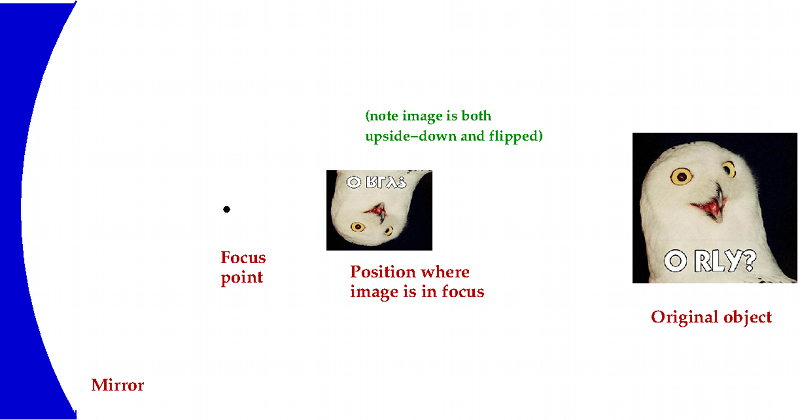 (note image is both
upside-down and flipped)
O RLY?
O RLY?
Focus
point
Position where
image is in focus
Original object
Mirror